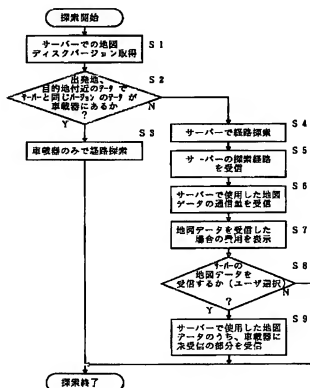 探索開始
S1
サーバーでの地図
ディスクバージョン取得
S2
出発地、
目的地付近のデータで
サーバーと同じバージョンのデータが
車載器にあるか
?
N
Y
S3
車載器のみで経路探索
S4
サーバーで経路探索
S5
サーバーの探索経路
を受信
S6
サーバーで使用した地図
データの通信量を受信
S7
地図データを受信した
場合の費用を表示
S8
サーバーの
地図データを
受信するか(ユーザ選択)
?
N
Y
S9
サーバーで使用した地図
データのうち、車載器に
未受信の部分を受信
探索終了